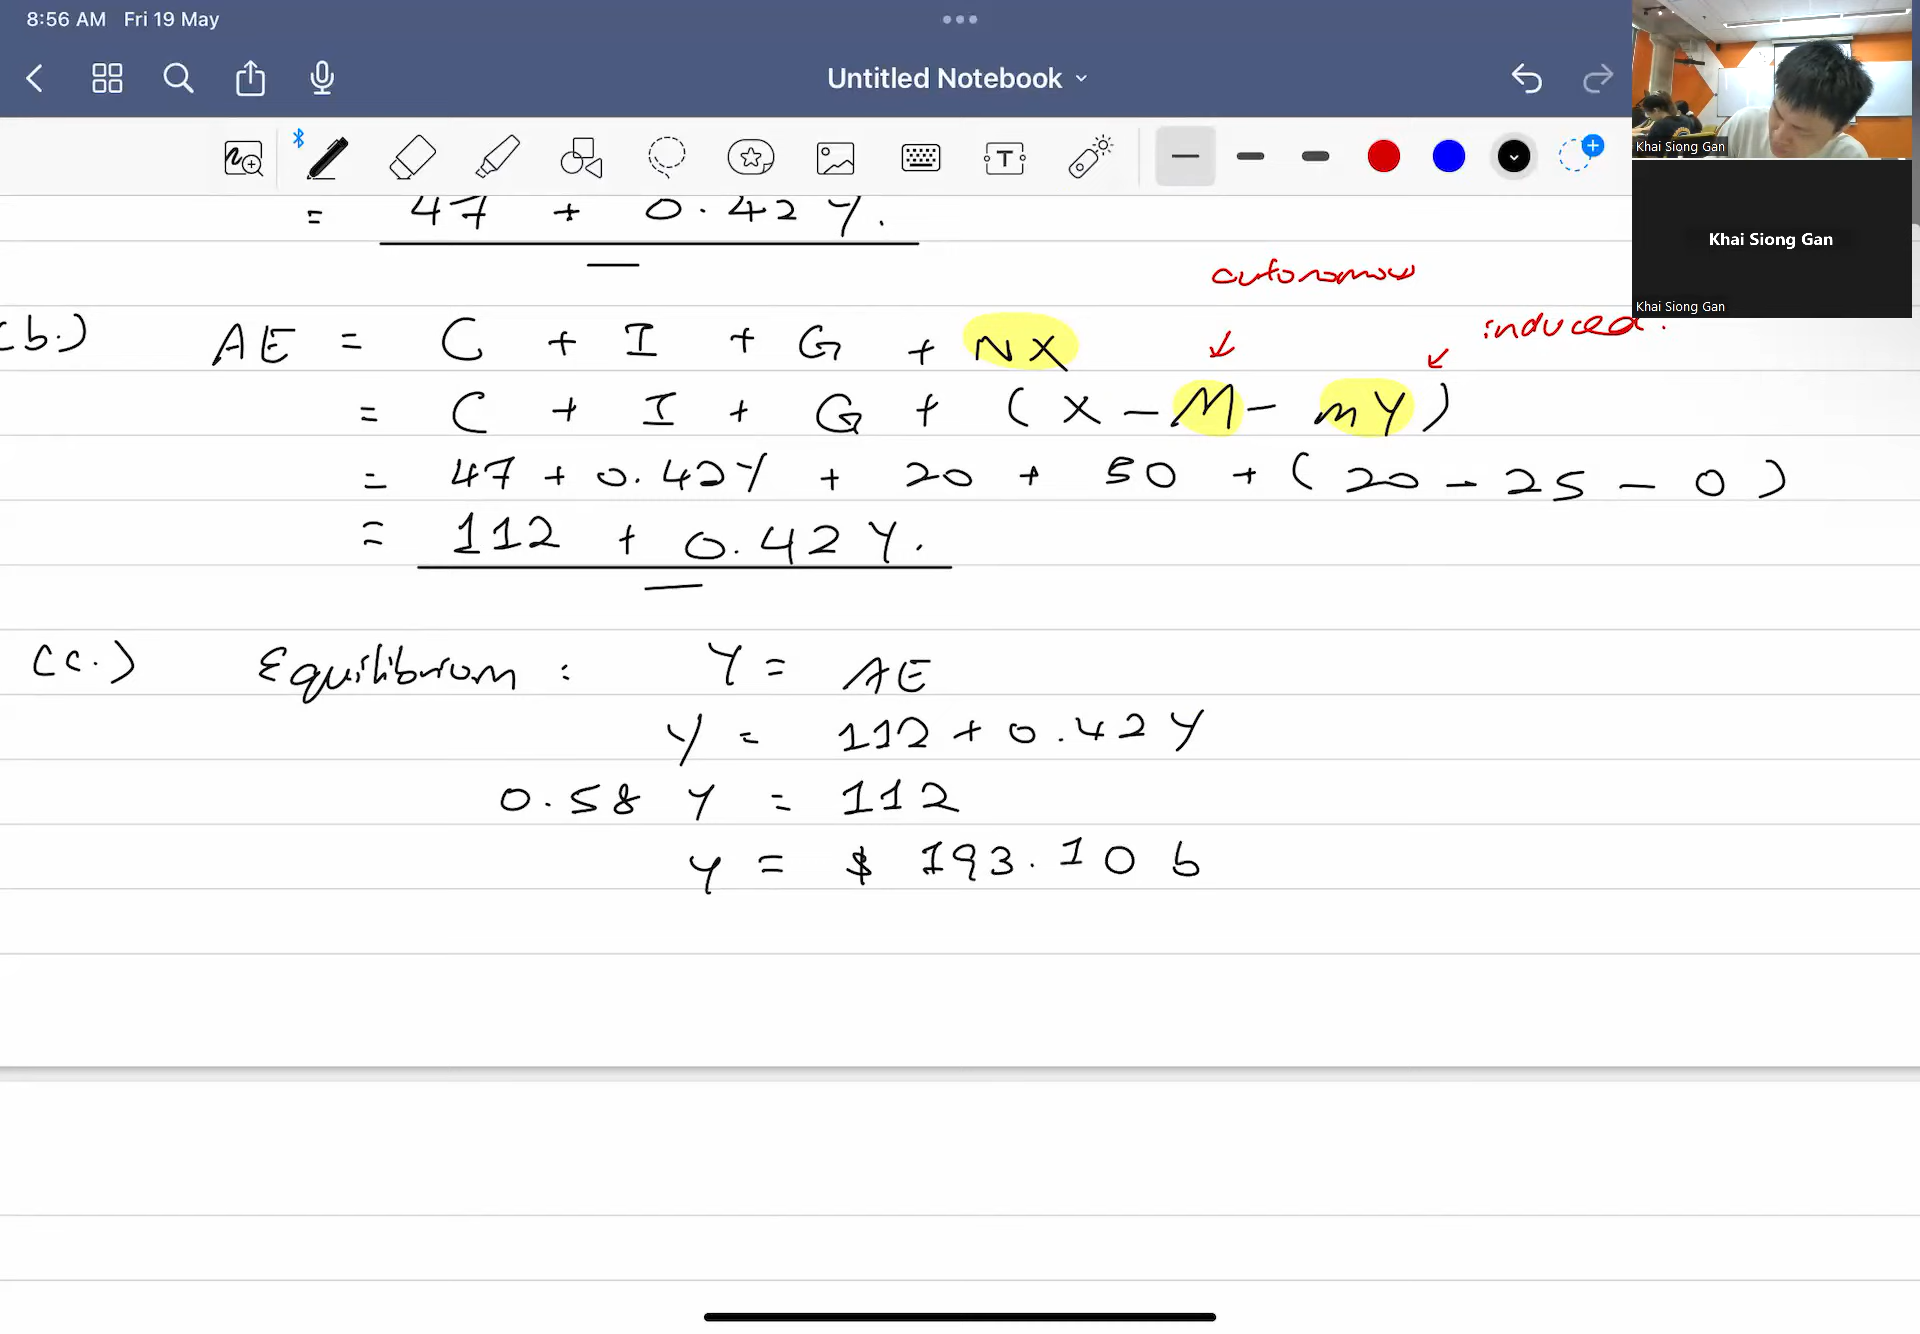 8:56 AM Fri 19 May
Untitled Notebook
Khai Siong Gan
Khai Siong Gan
Khai Siong Gan
T
= 47 + 0.42Y.
autonomous
induced.
(b.) AE = C + I + G + NX
= C + I + G + (X - M - mY)
= 47 + 0.42Y + 20 + 50 + (20 - 25 - 0)
= 112 + 0.42Y.
(c.) Equilibrium : Y = AE
Y = 112 + 0.42Y
0.58 Y = 112
Y = $ 193.10 b